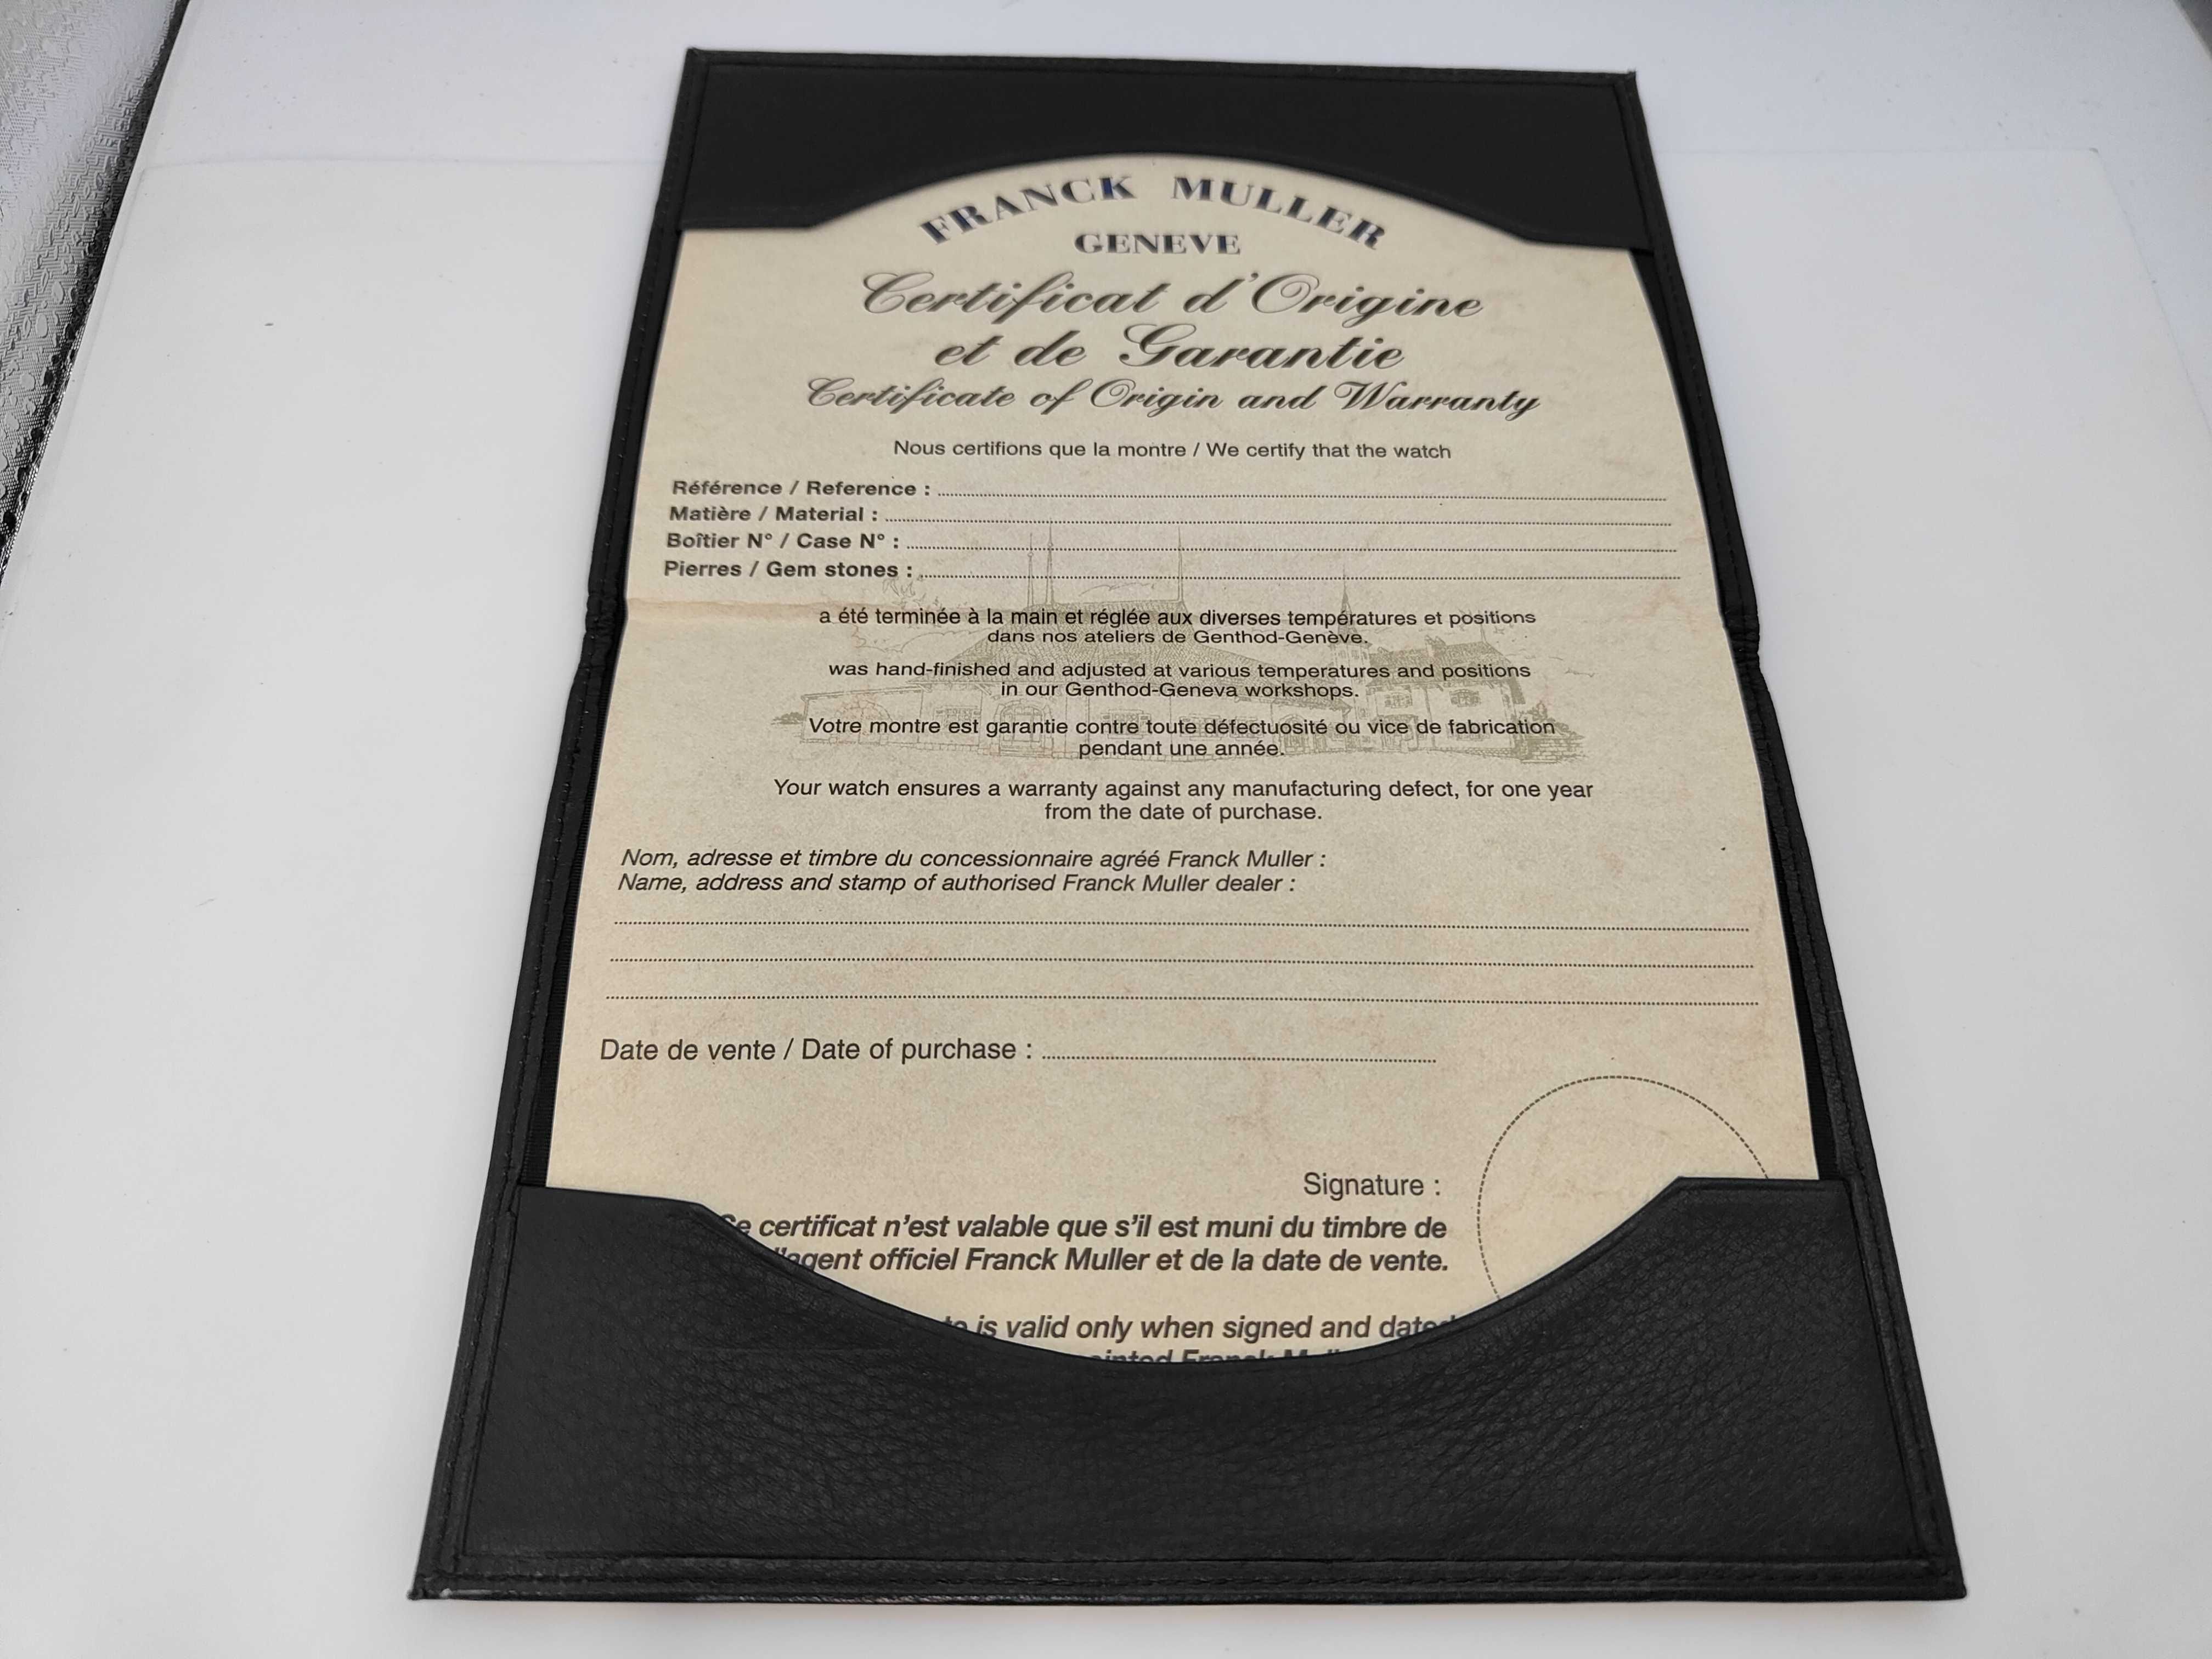 FRANCK MULLER
GENEVE
Certificat d'Origine
et de Garantie
Certificate of Origin and Warranty
Nous certifions que la montre / We certify that the watch
Référence / Reference :
Matière / Material :
Boîtier N° / Case N° :
Pierres / Gem stones :
a été terminée à la main et réglée aux diverses températures et positions
dans nos ateliers de Genthod-Genève.
was hand-finished and adjusted at various temperatures and positions
in our Genthod-Geneva workshops.
Votre montre est garantie contre toute défectuosité ou vice de fabrication
pendant une année.
Your watch ensures a warranty against any manufacturing defect, for one year
from the date of purchase.
Nom, adresse et timbre du concessionnaire agréé Franck Muller :
Name, address and stamp of authorised Franck Muller dealer :
Date de vente / Date of purchase :
Signature :
Ce certificat n'est valable que s'il est muni du timbre de
l'agent officiel Franck Muller et de la date de vente.
is valid only when signed and dated
Franck